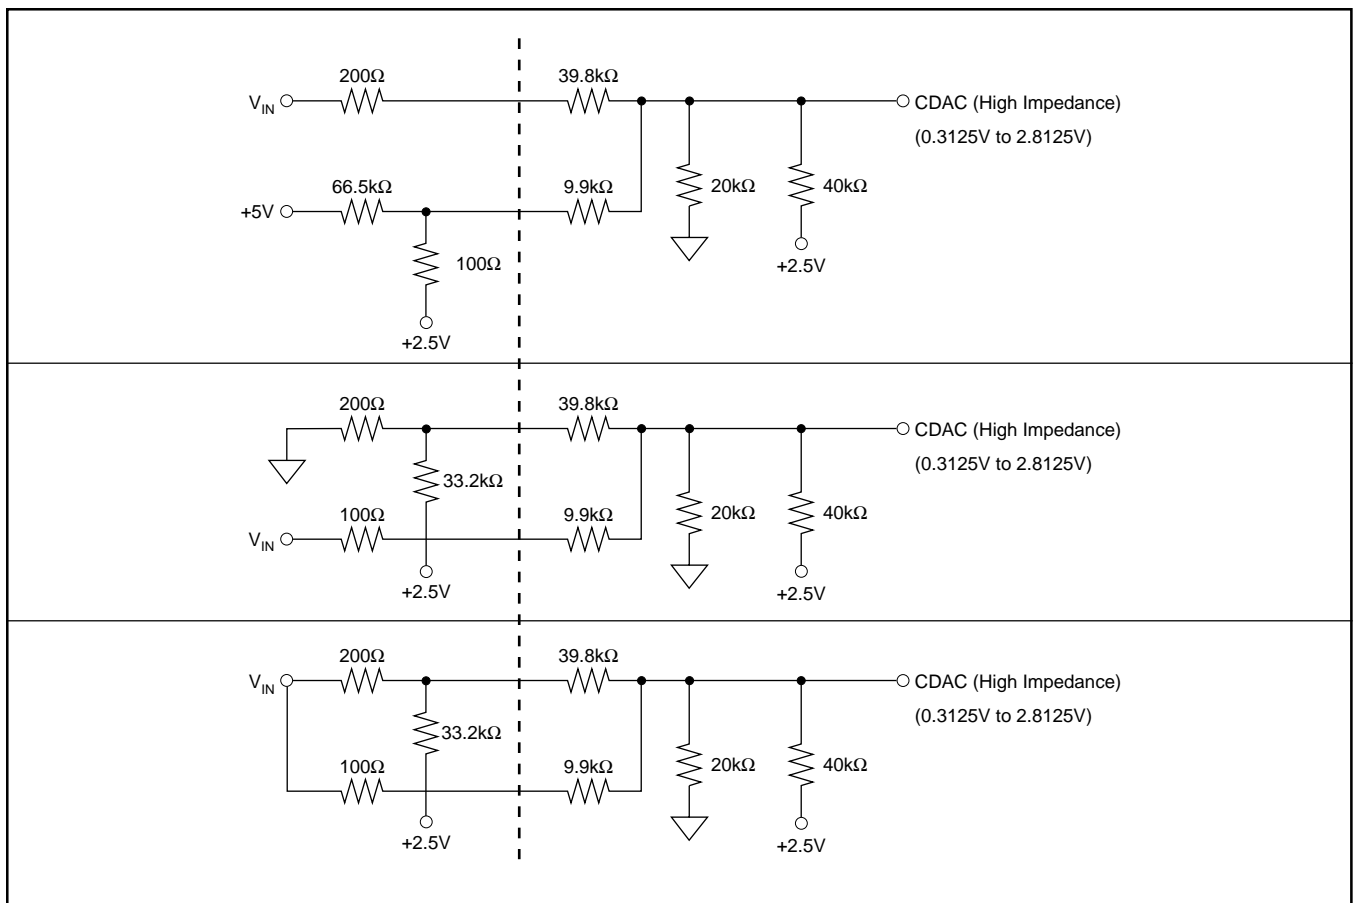 200Ω
39.8kΩ
V_IN
CDAC (High Impedance)
(0.3125V to 2.8125V)
66.5kΩ
9.9kΩ
20kΩ
40kΩ
+5V
100Ω
+2.5V
+2.5V
200Ω
39.8kΩ
CDAC (High Impedance)
(0.3125V to 2.8125V)
33.2kΩ
100Ω
9.9kΩ
20kΩ
40kΩ
V_IN
+2.5V
+2.5V
200Ω
39.8kΩ
V_IN
CDAC (High Impedance)
(0.3125V to 2.8125V)
33.2kΩ
100Ω
9.9kΩ
20kΩ
40kΩ
+2.5V
+2.5V